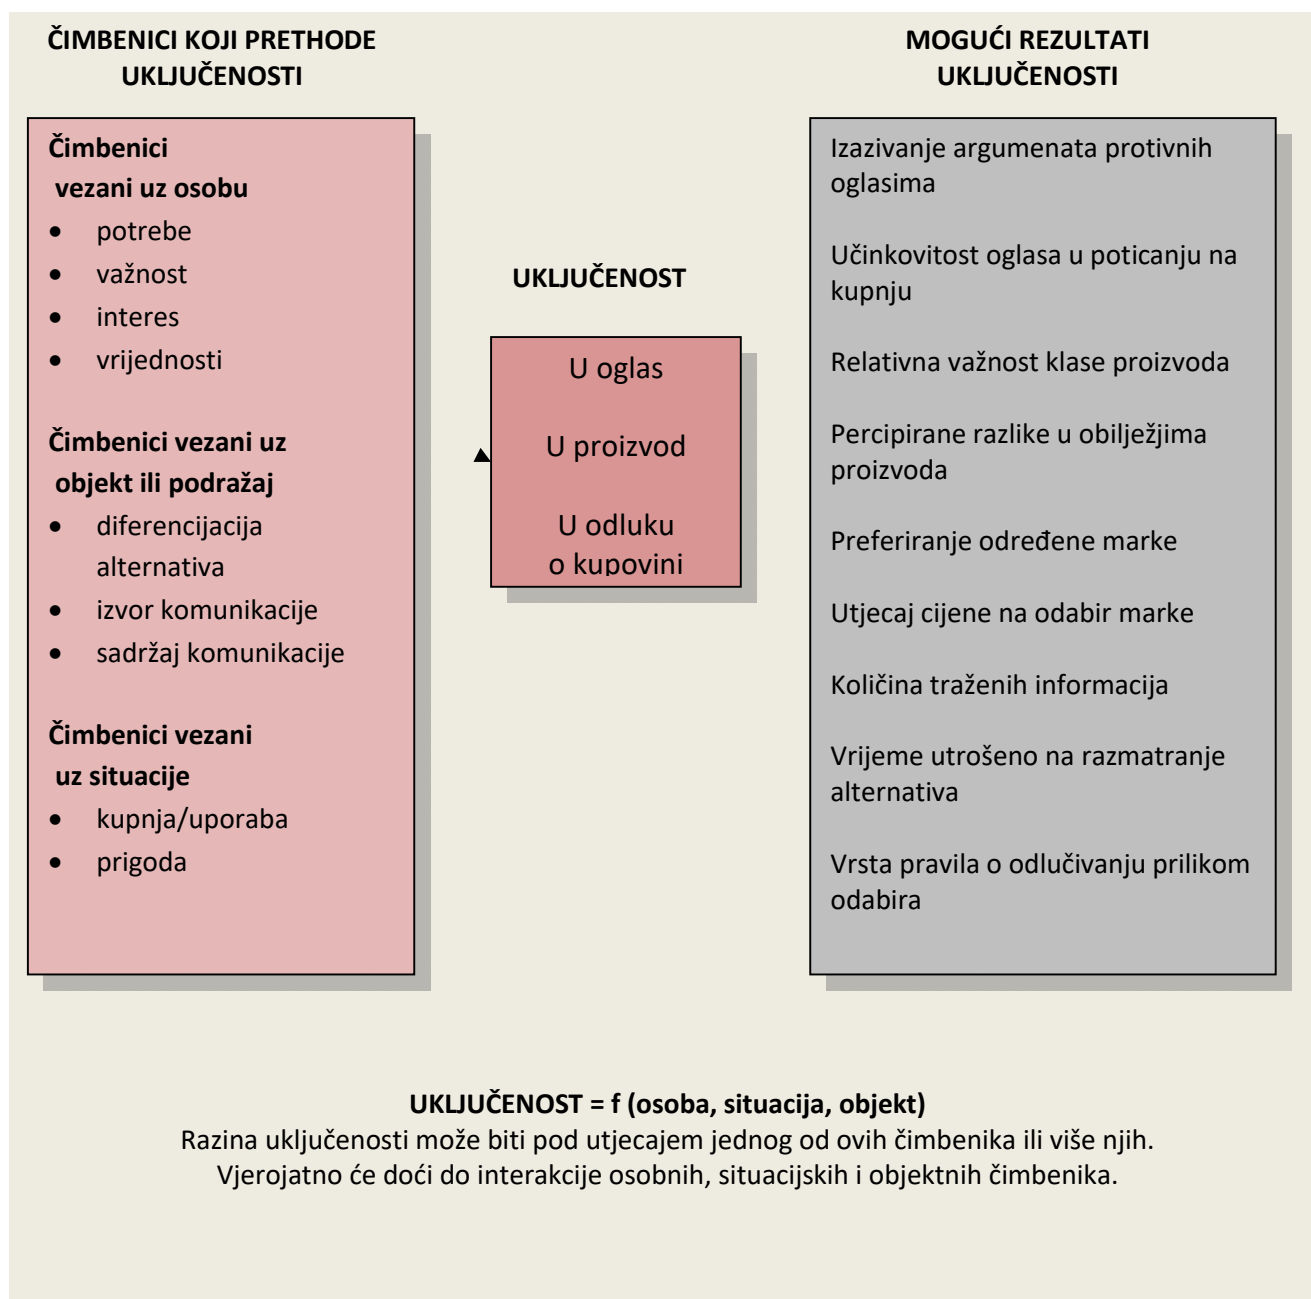 ČIMBENICI KOJI PRETHODE
UKLJUČENOSTI
Čimbenici
vezani uz osobu
• potrebe
• važnost
• interes
• vrijednosti
Čimbenici vezani uz
objekt ili podražaj
• diferencijacija
alternativa
• izvor komunikacije
• sadržaj komunikacije
Čimbenici vezani
uz situacije
• kupnja/uporaba
• prigoda
UKLJUČENOST
U oglas
U proizvod
U odluku
o kupovini
MOGUĆI REZULTATI
UKLJUČENOSTI
Izazivanje argumenata protivnih
oglasima
Učinkovitost oglasa u poticanju na
kupnju
Relativna važnost klase proizvoda
Percipirane razlike u obilježjima
proizvoda
Preferiranje određene marke
Utjecaj cijene na odabir marke
Količina traženih informacija
Vrijeme utrošeno na razmatranje
alternativa
Vrsta pravila o odlučivanju prilikom
odabira
UKLJUČENOST = f (osoba, situacija, objekt)
Razina uključenosti može biti pod utjecajem jednog od ovih čimbenika ili više njih.
Vjerojatno će doći do interakcije osobnih, situacijskih i objektnih čimbenika.